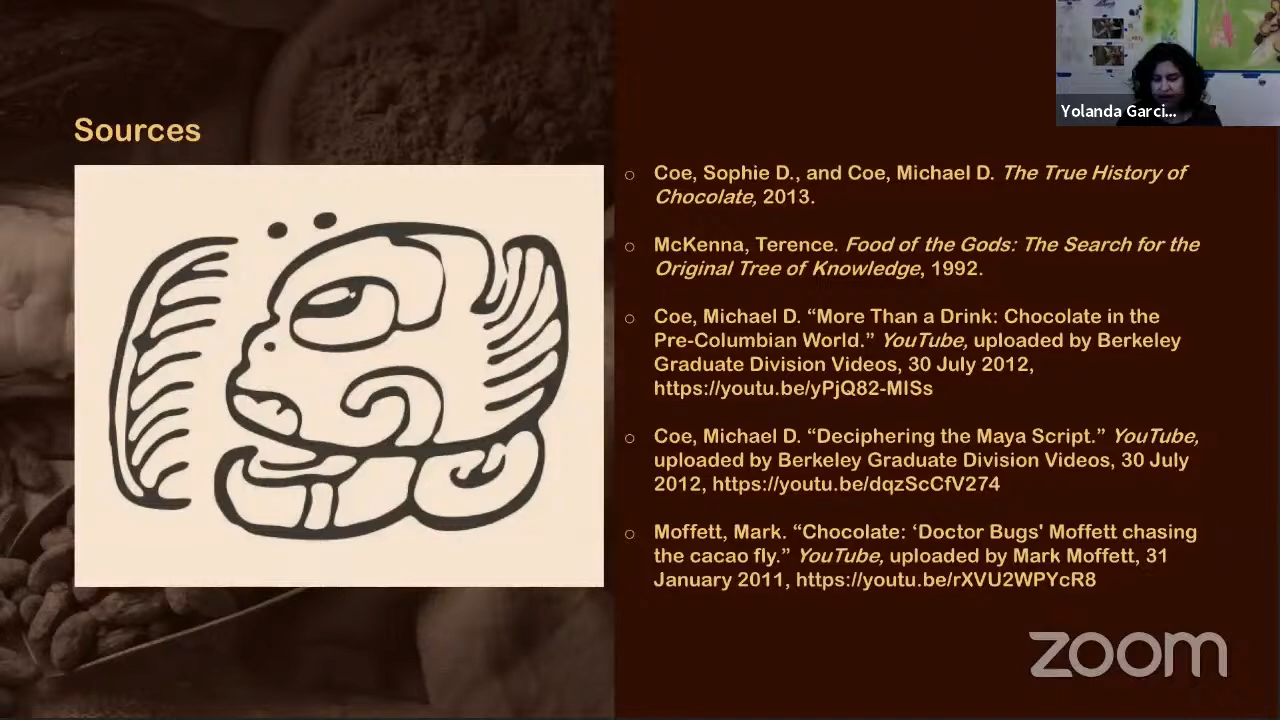 Yolanda Garci...
Sources
Coe, Sophie D., and Coe, Michael D. The True History of
Chocolate, 2013.
McKenna, Terence. Food of the Gods: The Search for the
Original Tree of Knowledge, 1992.
Coe, Michael D. “More Than a Drink: Chocolate in the
Pre-Columbian World.” YouTube, uploaded by Berkeley
Graduate Division Videos, 30 July 2012,
https://youtu.be/yPjQ82-MlSs
Coe, Michael D. “Deciphering the Maya Script.” YouTube,
uploaded by Berkeley Graduate Division Videos, 30 July
2012, https://youtu.be/dqzScCfV274
Moffett, Mark. “Chocolate: ‘Doctor Bugs' Moffett chasing
the cacao fly.” YouTube, uploaded by Mark Moffett, 31
January 2011, https://youtu.be/rXVU2WPYcR8
zoom